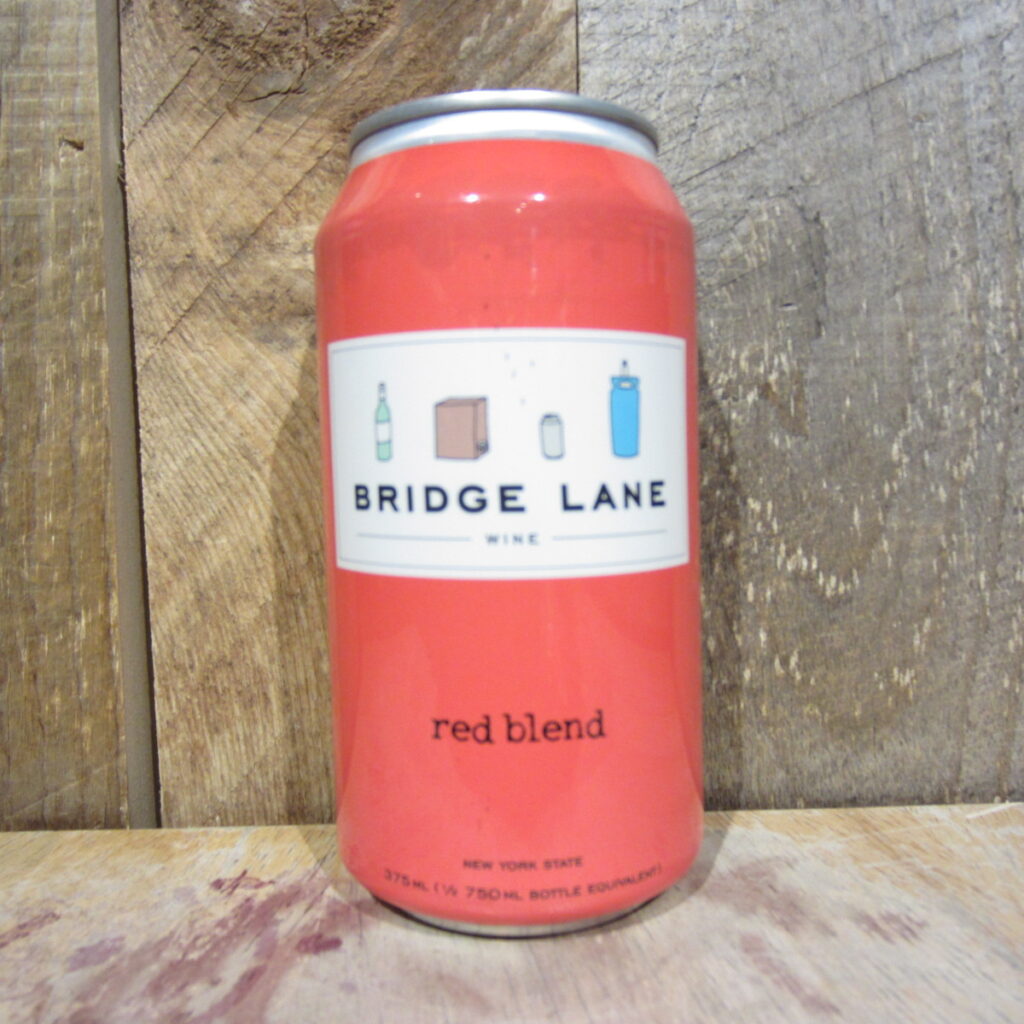 BRIDGE LANE
WINE
red blend
NEW YORK STATE
375 ML (½ 750 ML BOTTLE EQUIVALENT)